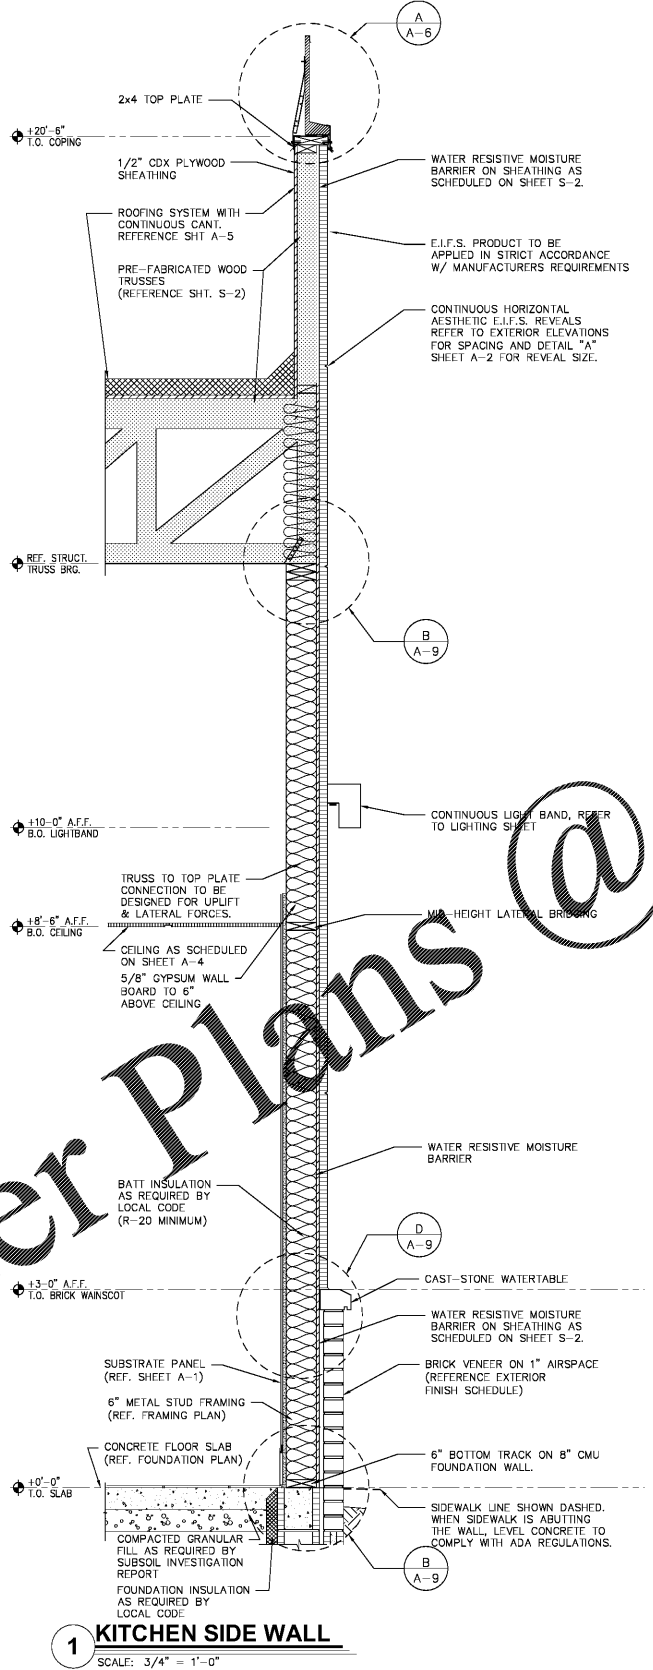 A
A-6
2x4 TOP PLATE
+20'-6"
T.O. COPING
1/2" CDX PLYWOOD
SHEATHING
WATER RESISTIVE MOISTURE
BARRIER ON SHEATHING AS
SCHEDULED ON SHEET S-2.
ROOFING SYSTEM WITH
CONTINUOUS CANT.
REFERENCE SHT A-5
E.I.F.S. PRODUCT TO BE
APPLIED IN STRICT ACCORDANCE
W/ MANUFACTURERS REQUIREMENTS
PRE-FABRICATED WOOD
TRUSSES
(REFERENCE SHT. S-2)
CONTINUOUS HORIZONTAL
AESTHETIC E.I.F.S. REVEALS
REFER TO EXTERIOR ELEVATIONS
FOR SPACING AND DETAIL "A"
SHEET A-2 FOR REVEAL SIZE.
REF. STRUCT.
TRUSS BRG.
B
A-9
+10-0" A.F.F.
B.O. LIGHTBAND
CONTINUOUS LIGHT BAND, REFER
TO LIGHTING SHEET
TRUSS TO TOP PLATE
CONNECTION TO BE
DESIGNED FOR UPLIFT
& LATERAL FORCES.
+8'-6" A.F.F.
B.O. CEILING
MID-HEIGHT LATERAL BRIDGING
CEILING AS SCHEDULED
ON SHEET A-4
5/8" GYPSUM WALL
BOARD TO 6"
ABOVE CEILING
er Plans @
WATER RESISTIVE MOISTURE
BARRIER
BATT INSULATION
AS REQUIRED BY
LOCAL CODE
(R-20 MINIMUM)
D
A-9
+3-0" A.F.F.
T.O. BRICK WAINSCOT
CAST-STONE WATERTABLE
WATER RESISTIVE MOISTURE
BARRIER ON SHEATHING AS
SCHEDULED ON SHEET S-2.
SUBSTRATE PANEL
(REF. SHEET A-1)
BRICK VENEER ON 1" AIRSPACE
(REFERENCE EXTERIOR
FINISH SCHEDULE)
6" METAL STUD FRAMING
(REF. FRAMING PLAN)
CONCRETE FLOOR SLAB
(REF. FOUNDATION PLAN)
6" BOTTOM TRACK ON 8" CMU
FOUNDATION WALL.
+0'-0"
T.O. SLAB
SIDEWALK LINE SHOWN DASHED.
WHEN SIDEWALK IS ABUTTING
THE WALL, LEVEL CONCRETE TO
COMPLY WITH ADA REGULATIONS.
COMPACTED GRANULAR
FILL AS REQUIRED BY
SUBSOIL INVESTIGATION
REPORT
B
A-9
FOUNDATION INSULATION
AS REQUIRED BY
LOCAL CODE
1 KITCHEN SIDE WALL
SCALE: 3/4" = 1'-0"